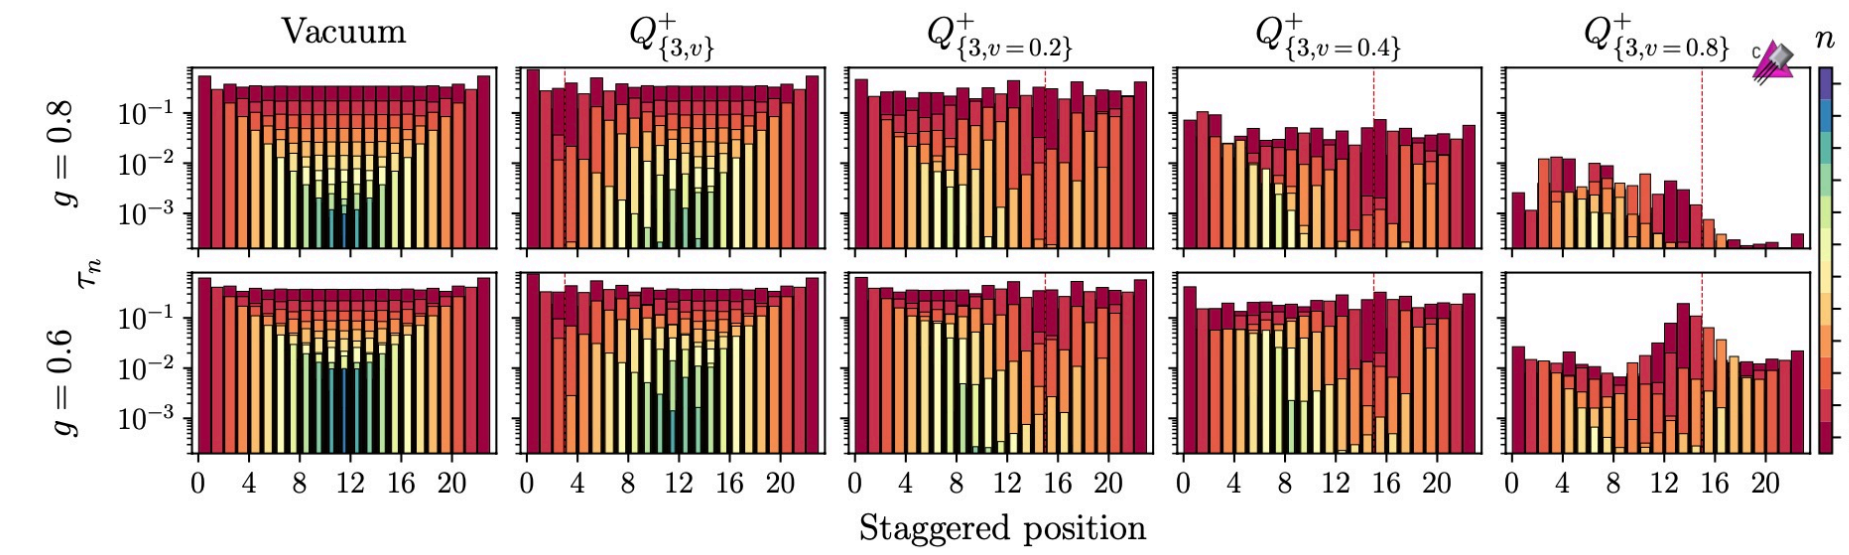 Vacuum
Q⁺_{3,v}
Q⁺_{3,v=0.2}
Q⁺_{3,v=0.4}
Q⁺_{3,v=0.8}
C
n
g = 0.8
10⁻¹
10⁻²
10⁻³
τₙ
g = 0.6
10⁻¹
10⁻²
10⁻³
0 4 8 12 16 20
0 4 8 12 16 20
0 4 8 12 16 20
0 4 8 12 16 20
0 4 8 12 16 20
Staggered position